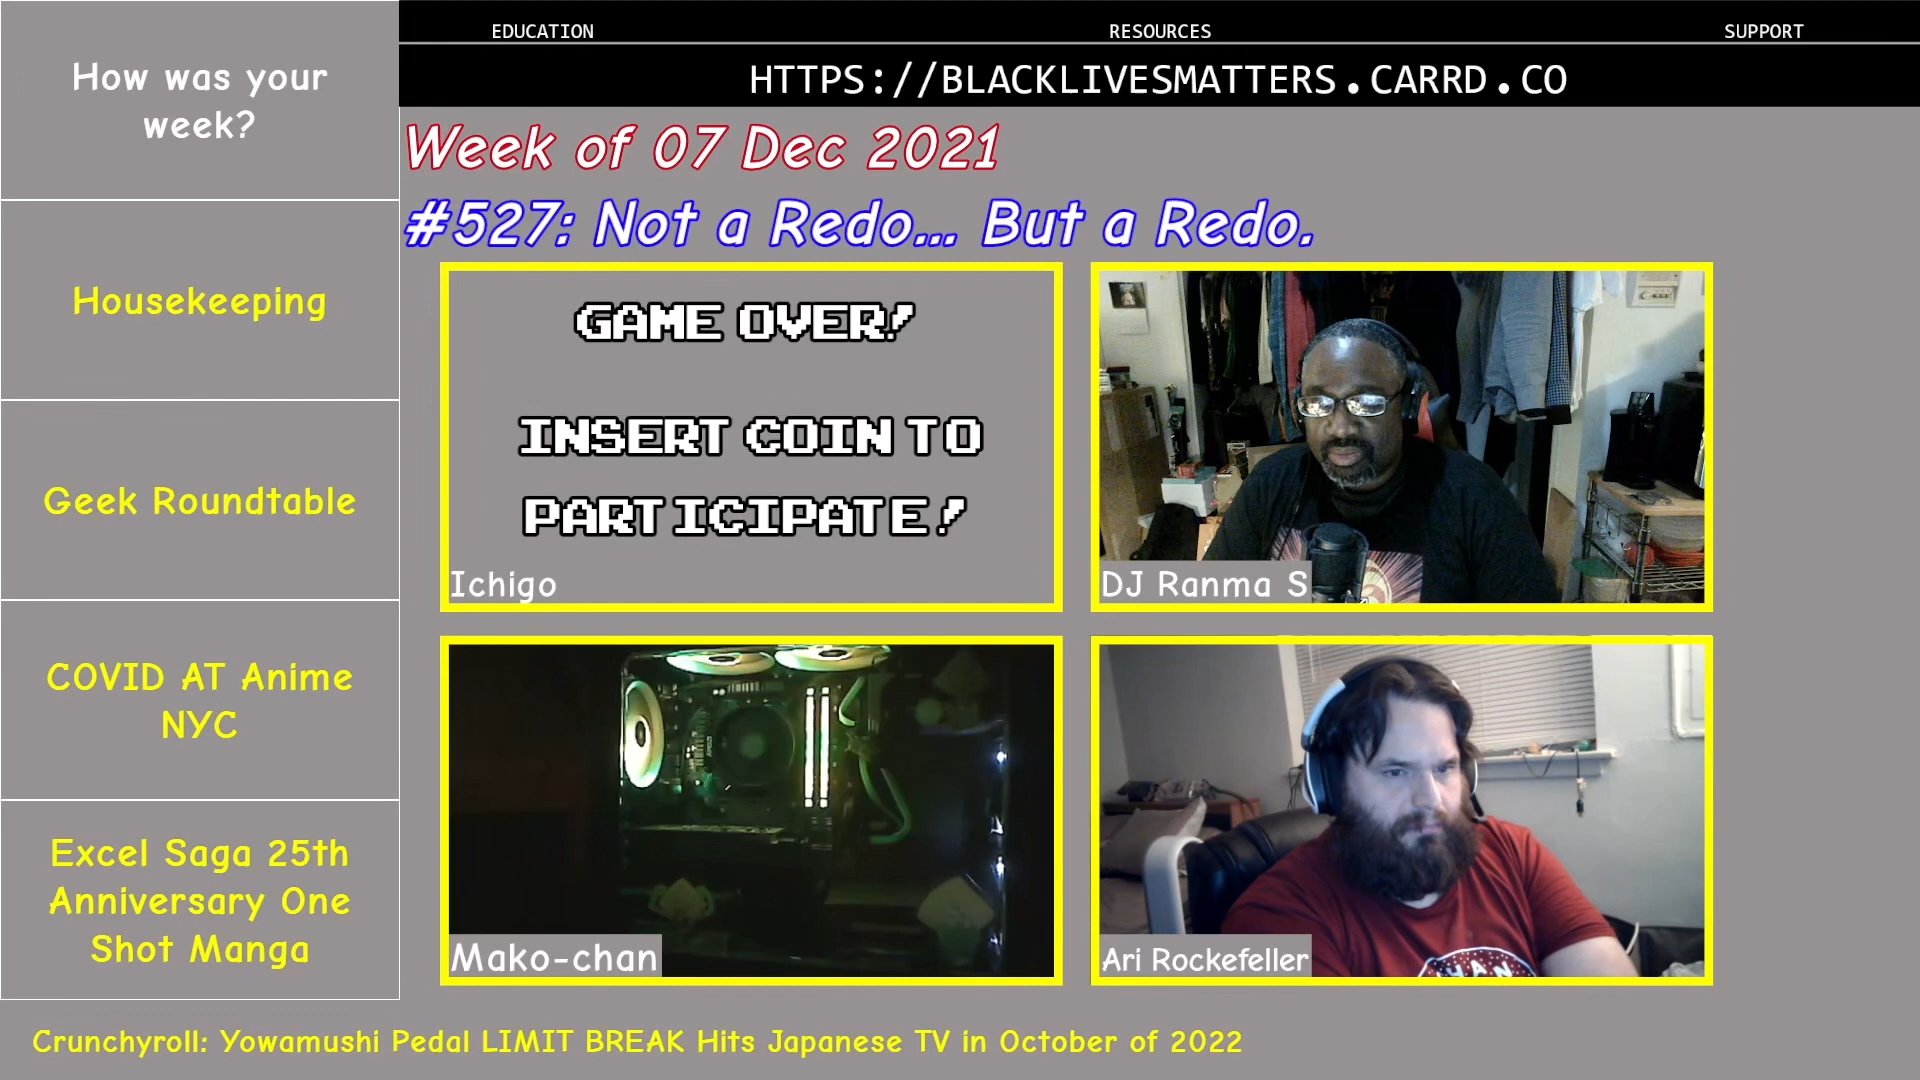 EDUCATION
RESOURCES
SUPPORT
HTTPS://BLACKLIVESMATTERS.CARRD.CO
How was your
week?
Housekeeping
Geek Roundtable
COVID AT Anime
NYC
Excel Saga 25th
Anniversary One
Shot Manga
Week of 07 Dec 2021
#527: Not a Redo... But a Redo.
GAME OVER!
INSERT COIN TO
PARTICIPATE!
Ichigo
DJ Ranma S
Mako-chan
Ari Rockefeller
Crunchyroll: Yowamushi Pedal LIMIT BREAK Hits Japanese TV in October of 2022